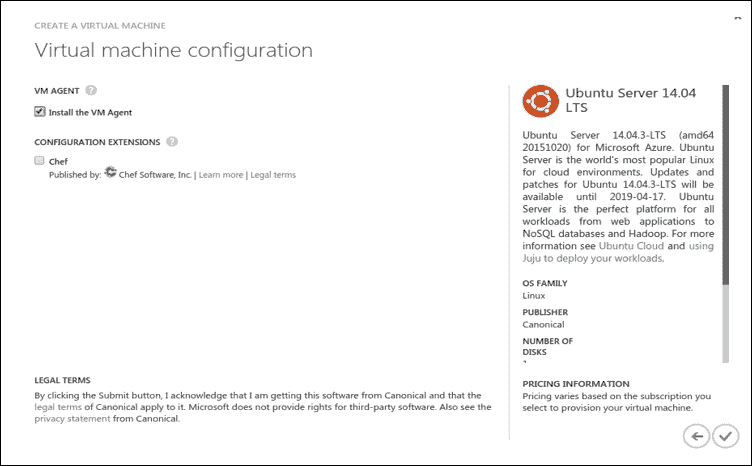 CREATE A VIRTUAL MACHINE
Virtual machine configuration
VM AGENT ?
Install the VM Agent
CONFIGURATION EXTENSIONS ?
Chef
Published by: Chef Software, Inc. | Learn more | Legal terms
LEGAL TERMS
By clicking the Submit button, I acknowledge that I am getting this software from Canonical and that the
legal terms of Canonical apply to it. Microsoft does not provide rights for third-party software. Also see the
privacy statement from Canonical.
Ubuntu Server 14.04
LTS
Ubuntu Server 14.04.3-LTS (amd64
20151020) for Microsoft Azure. Ubuntu
Server is the world's most popular Linux
for cloud environments. Updates and
patches for Ubuntu 14.04.3-LTS will be
available until 2019-04-17. Ubuntu
Server is the perfect platform for all
workloads from web applications to
NoSQL databases and Hadoop. For more
information see Ubuntu Cloud and using
Juju to deploy your workloads.
OS FAMILY
Linux
PUBLISHER
Canonical
NUMBER OF
DISKS
PRICING INFORMATION
Pricing varies based on the subscription you
select to provision your virtual machine.